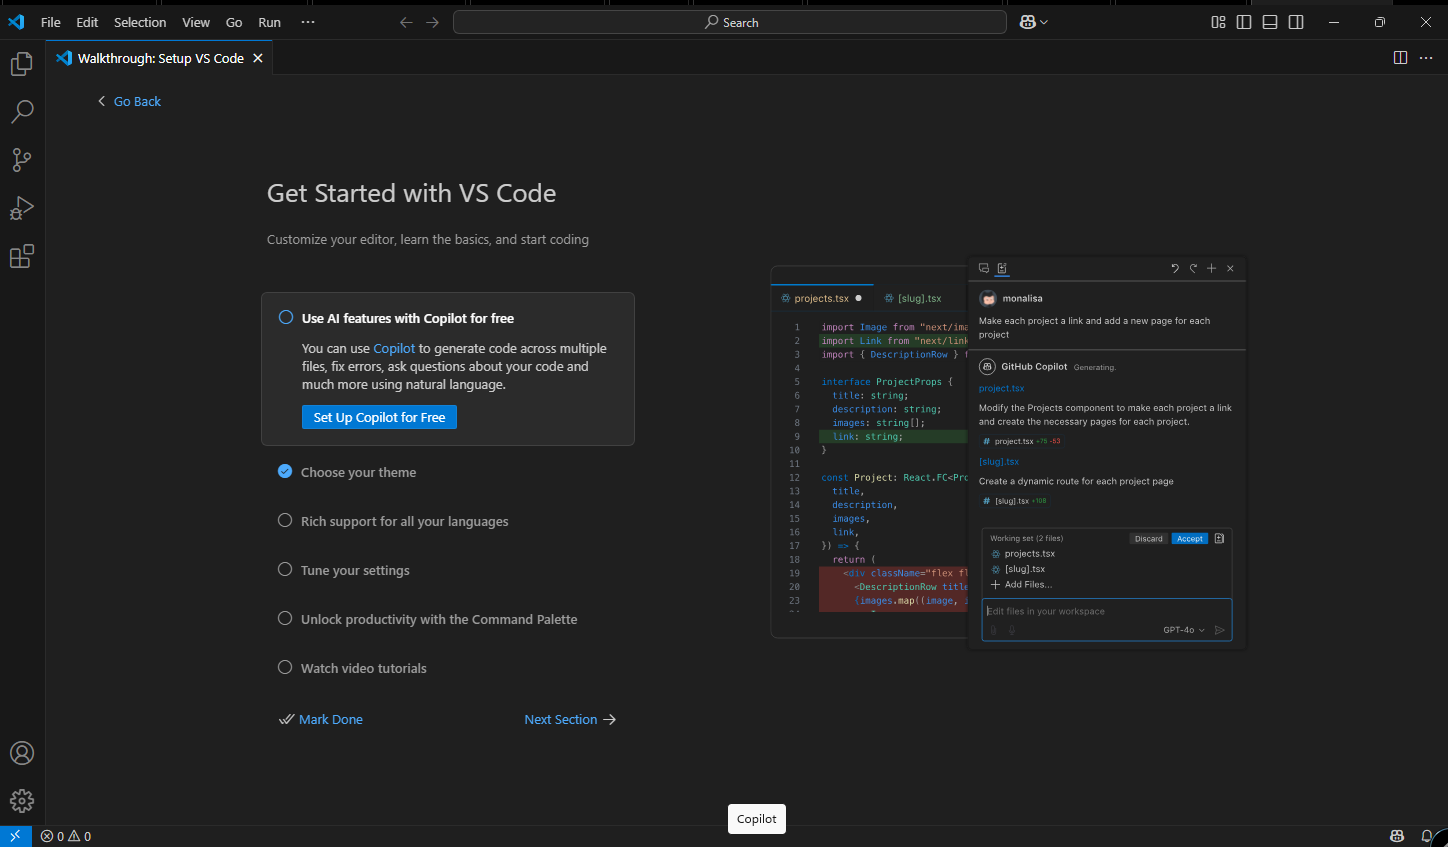 File Edit Selection View Go Run ··· Search
Walkthrough: Setup VS Code
Go Back
Get Started with VS Code
Customize your editor, learn the basics, and start coding
Use AI features with Copilot for free
You can use Copilot to generate code across multiple
files, fix errors, ask questions about your code and
much more using natural language.
Set Up Copilot for Free
Choose your theme
Rich support for all your languages
Tune your settings
Unlock productivity with the Command Palette
Watch video tutorials
Mark Done
Next Section
projects.tsx [slug].tsx
1 import Image from "next/ima
2 import Link from "next/link
3 import { DescriptionRow } f
4
5 interface ProjectProps {
6 title: string;
7 description: string;
8 images: string[];
9 link: string;
10 }
11
12 const Project: React.FC<Pro
13 title,
14 description,
15 images,
16 link,
17 }) => {
18 return (
19 <div className="flex fl
20 <DescriptionRow title
21
23 {images.map((image, i
monalisa
Make each project a link and add a new page for each
project
GitHub Copilot Generating.
project.tsx
Modify the Projects component to make each project a link
and create the necessary pages for each project.
# project.tsx +75 -53
[slug].tsx
Create a dynamic route for each project page
# [slug].tsx +108
Working set (2 files) Discard Accept
projects.tsx
[slug].tsx
Add Files...
Edit files in your workspace
GPT-4o
Copilot
0 0